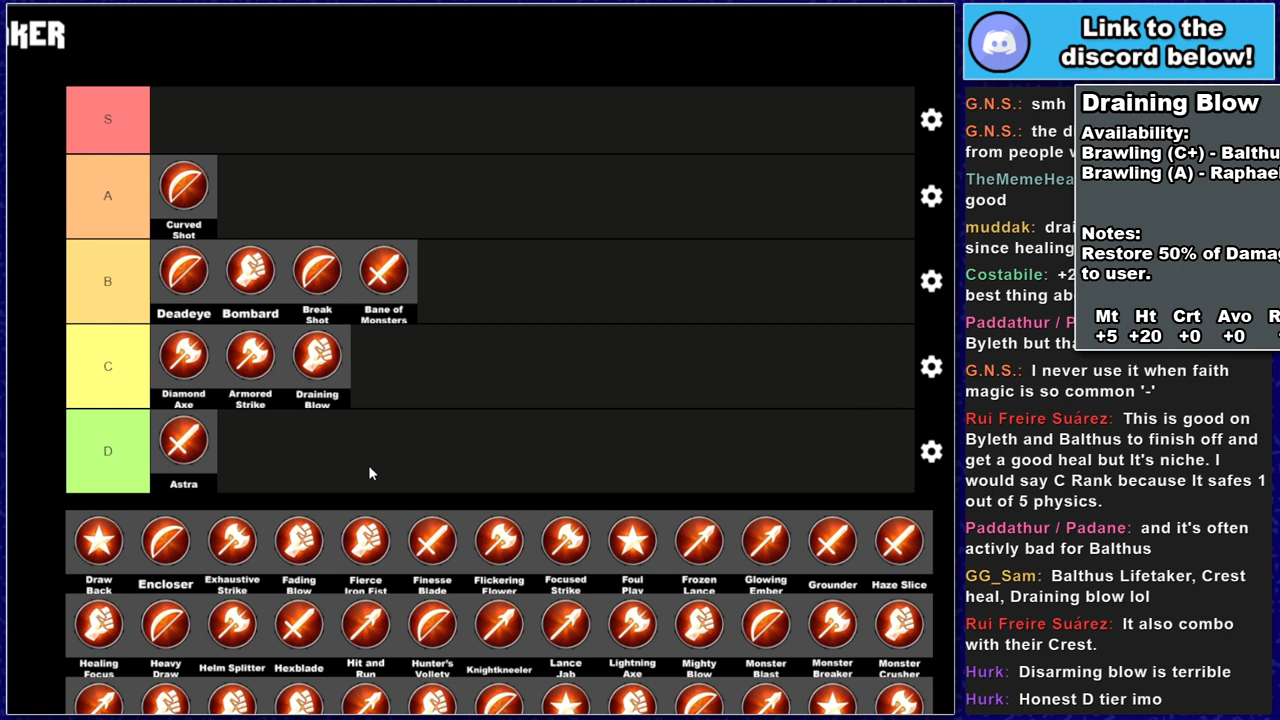 KER
Link to the
discord below!
S
A
Curved
Shot
B
Deadeye
Bombard
Break
Shot
Bane of
Monsters
C
Diamond
Axe
Armored
Strike
Draining
Blow
D
Astra
Draw
Back
Encloser
Exhaustive
Strike
Fading
Blow
Fierce
Iron Fist
Finesse
Blade
Flickering
Flower
Focused
Strike
Foul
Play
Frozen
Lance
Glowing
Ember
Grounder
Haze Slice
Healing
Focus
Heavy
Draw
Helm Splitter
Hexblade
Hit and
Run
Hunter's
Volley
Knightkneeler
Lance
Jab
Lightning
Axe
Mighty
Blow
Monster
Blast
Monster
Breaker
Monster
Crusher
G.N.S.: smh
G.N.S.: the d
from people w
TheMemeHea
good
muddak: drai
since healing
Costabile: +2
best thing ab
Paddathur / P
Byleth but tha
Draining Blow
Availability:
Brawling (C+) - Balthu
Brawling (A) - Raphael
Notes:
Restore 50% of Dama
to user.
Mt Ht Crt Avo R
+5 +20 +0 +0
G.N.S.: I never use it when faith
magic is so common '-'
Rui Freire Suárez: This is good on
Byleth and Balthus to finish off and
get a good heal but It's niche. I
would say C Rank because It safes 1
out of 5 physics.
Paddathur / Padane: and it's often
activly bad for Balthus
GG_Sam: Balthus Lifetaker, Crest
heal, Draining blow lol
Rui Freire Suárez: It also combo
with their Crest.
Hurk: Disarming blow is terrible
Hurk: Honest D tier imo